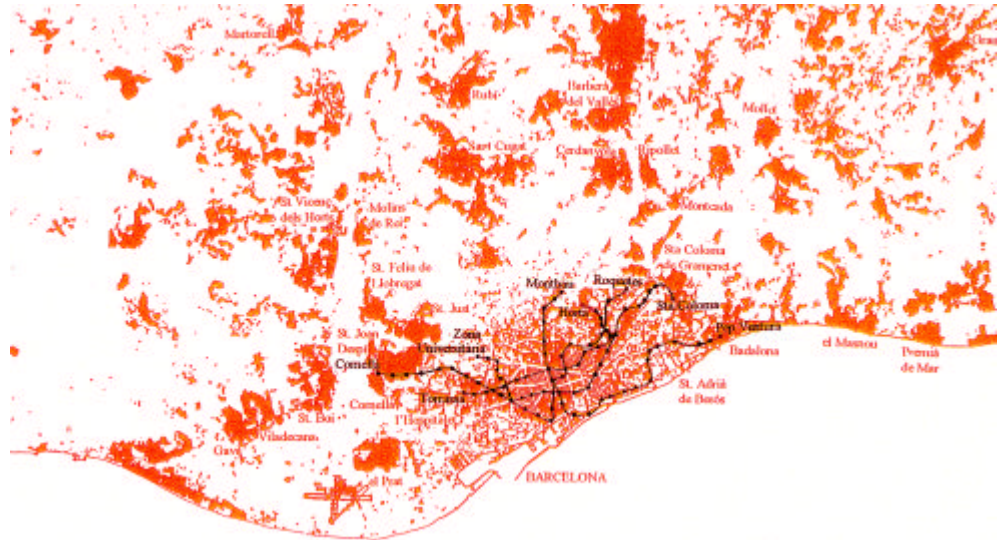 Martorell
Rubí
Barberà
del Vallès
Mollet
Gran
Sant Cugat
Cerdanyola
Ripollet
St. Vicenç
dels Horts
Molins
de Rei
Montcada
Sta Coloma
de Gramenet
St. Feliu de
Llobregat
Montbau
Roquetes
St. Just
Horta
Sta. Coloma
St. Joan
Despí
Zona
Universitària
Pep Ventura
Badalona
el Masnou
Premià
de Mar
Cornellà
St. Adrià
de Besós
Cornellà
Torrassa
l'Hospitalet
St. Boi
Viladecans
Gavà
el Prat
BARCELONA